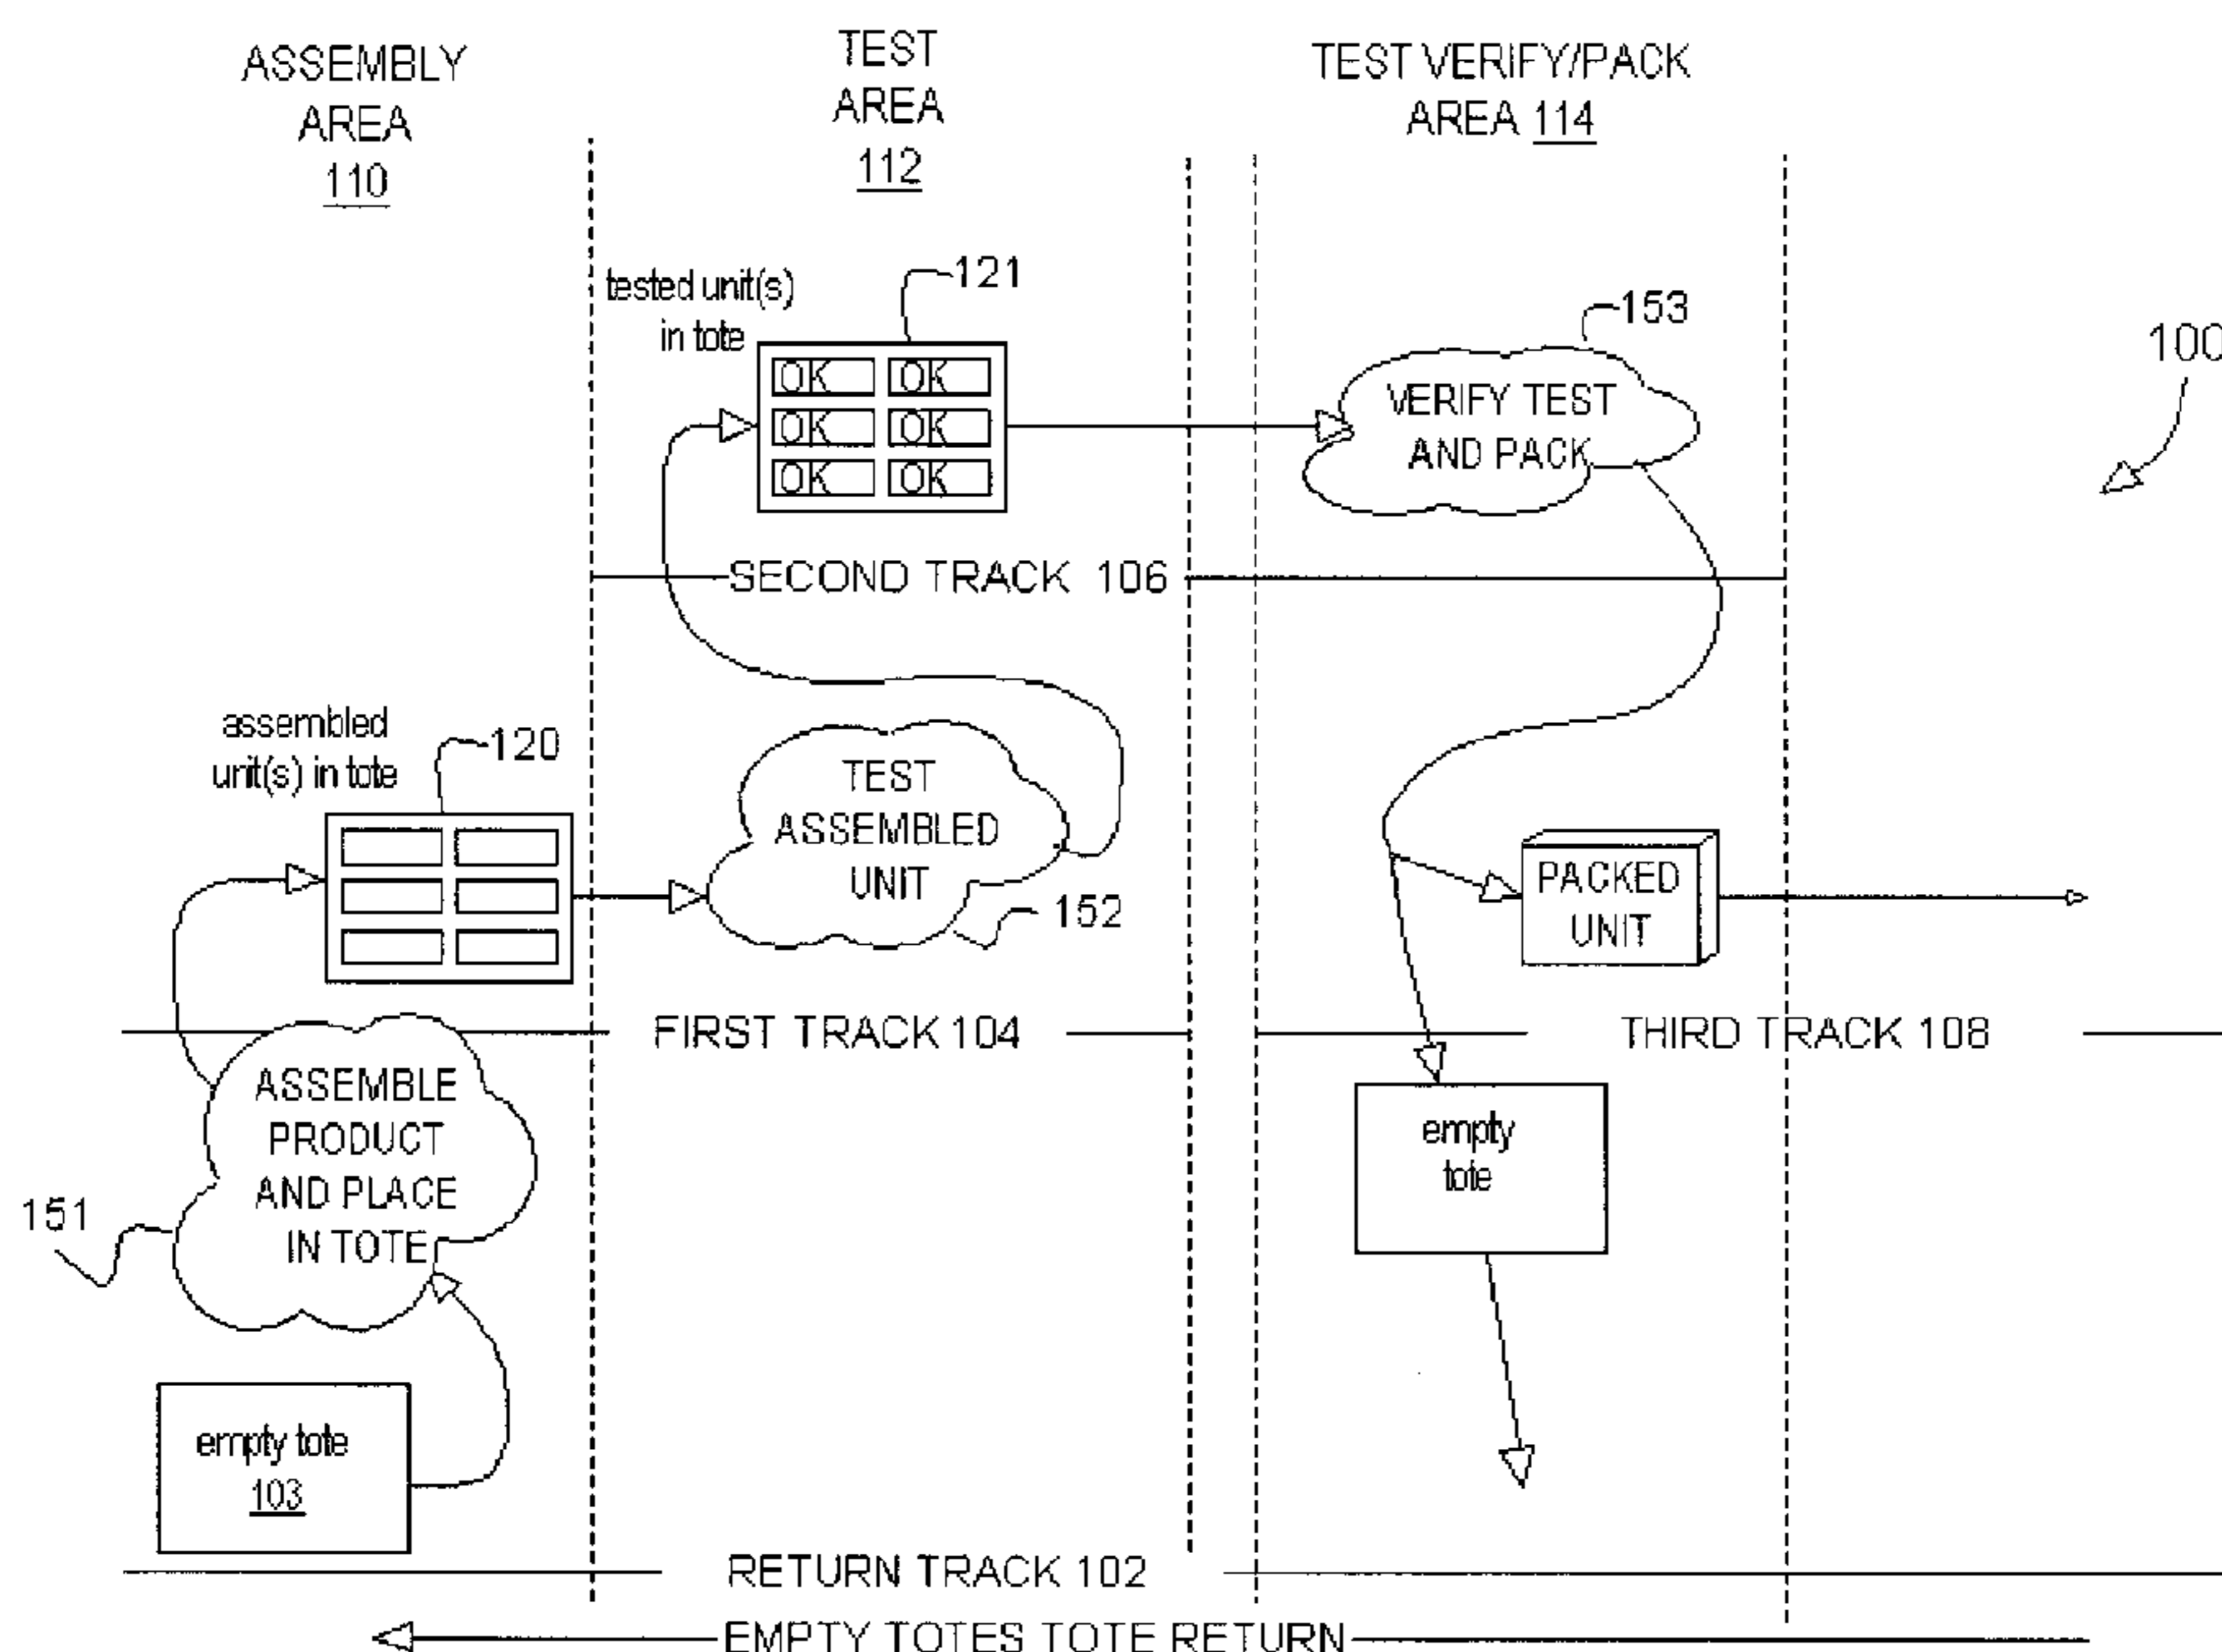 ASSEMBLY
AREA
110
TEST
AREA
112
TEST VERIFY/PACK
AREA 114
tested unit(s)
in tote
121
OK OK
OK OK
OK OK
153
VERIFY TEST
AND PACK
100
SECOND TRACK 106
assembled
unit(s) in tote
120
TEST
ASSEMBLED
UNIT
152
PACKED
UNIT
FIRST TRACK 104
THIRD TRACK 108
ASSEMBLE
PRODUCT
AND PLACE
IN TOTE
151
empty
tote
empty tote
103
RETURN TRACK 102
EMPTY TOTES TOTE RETURN